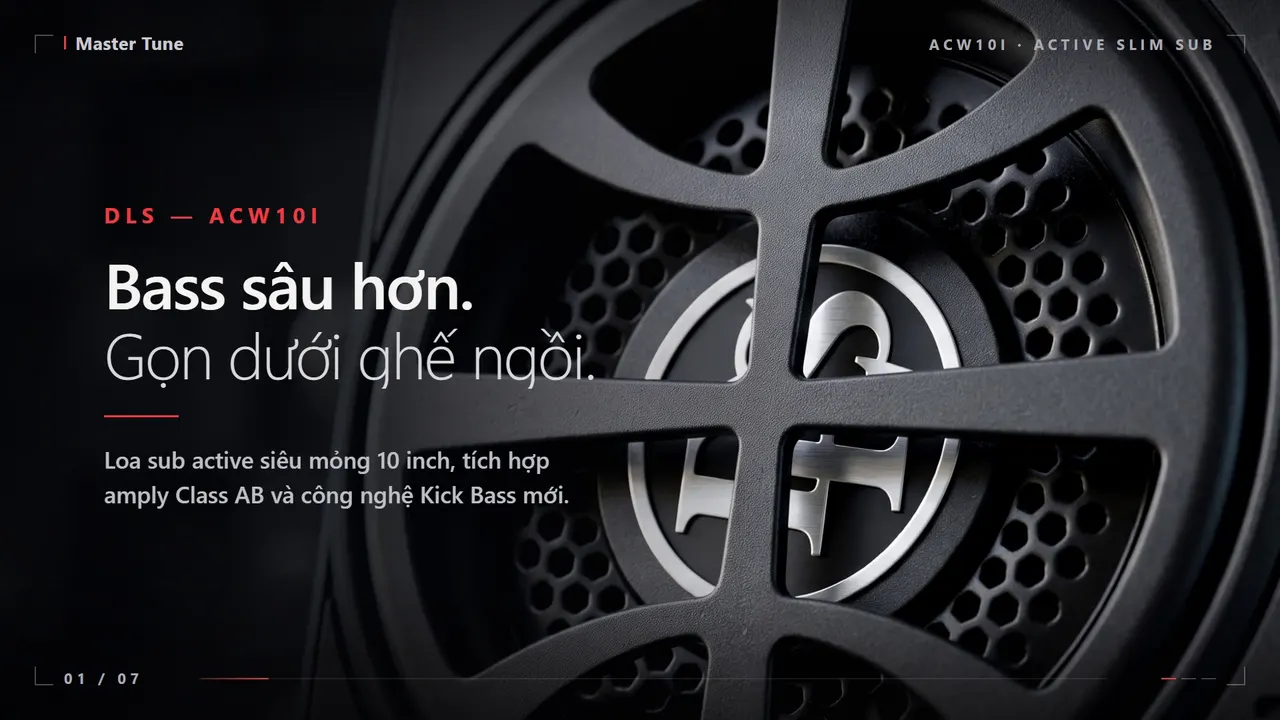 Master Tune
ACW10I · ACTIVE SLIM SUB
DLS — ACW10I
Bass sâu hơn.
Gọn dưới ghế ngồi.
Loa sub active siêu mỏng 10 inch, tích hợp
amply Class AB và công nghệ Kick Bass mới.
01 / 07